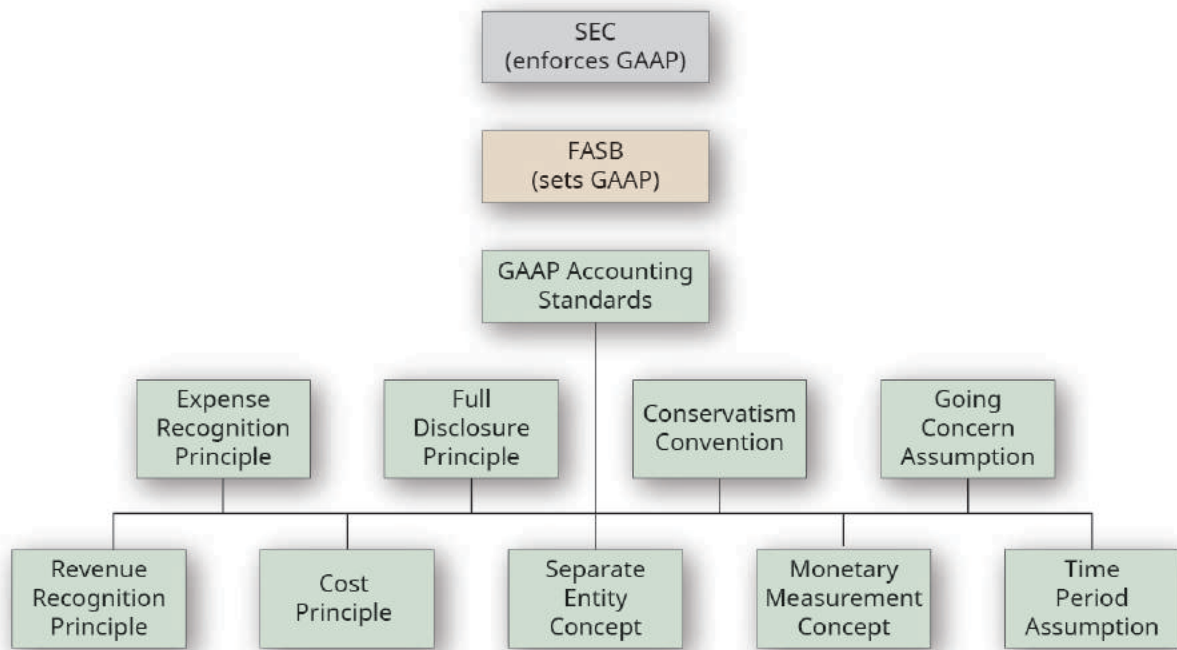 SEC
(enforces GAAP)
FASB
(sets GAAP)
GAAP Accounting
Standards
Expense
Recognition
Principle
Full
Disclosure
Principle
Conservatism
Convention
Going
Concern
Assumption
Revenue
Recognition
Principle
Cost
Principle
Separate
Entity
Concept
Monetary
Measurement
Concept
Time
Period
Assumption